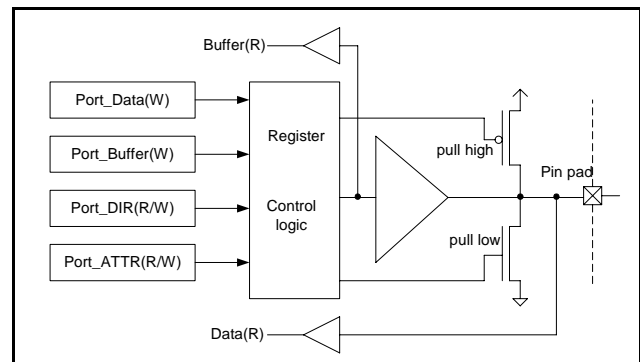 Buffer(R)
Port_Data(W)
Port_Buffer(W)
Port_DIR(R/W)
Port_ATTR(R/W)
Register
Control
logic
pull high
Pin pad
pull low
Data(R)